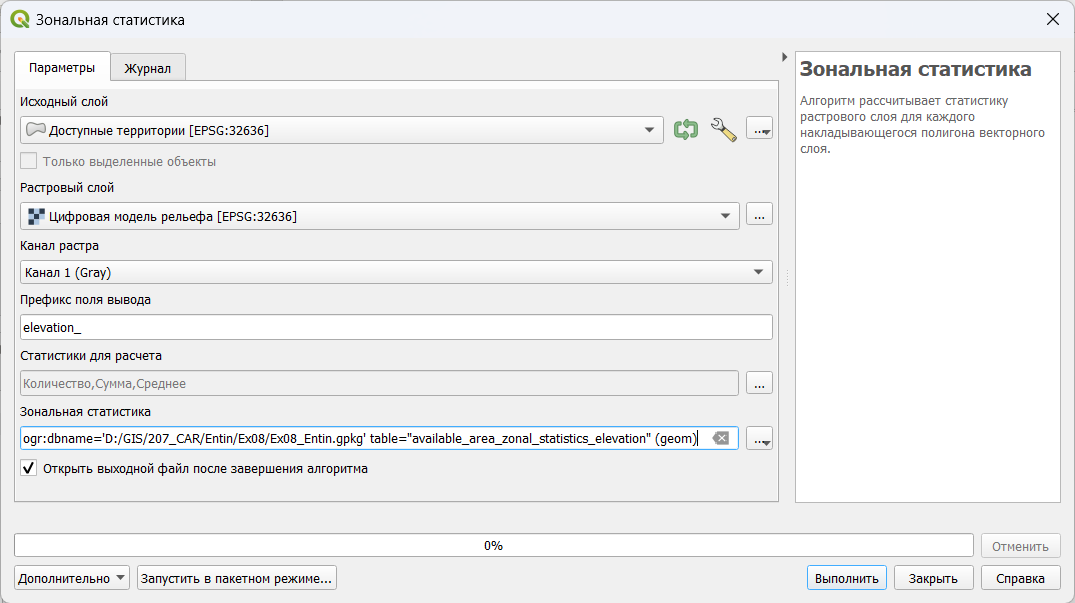 Зональная статистика
Параметры
Журнал
Исходный слой
Доступные территории [EPSG:32636]
...
Только выделенные объекты
Растровый слой
Цифровая модель рельефа [EPSG:32636]
...
Канал растра
Канал 1 (Gray)
Префикс поля вывода
elevation_
Статистики для расчета
Количество,Сумма,Среднее
...
Зональная статистика
ogr:dbname='D:/GIS/207_CAR/Entin/Ex08/Ex08_Entin.gpkg' table="available_area_zonal_statistics_elevation" (geom)
...
Открыть выходной файл после завершения алгоритма
Зональная статистика
Алгоритм рассчитывает статистику
растрового слоя для каждого
накладывающегося полигона векторного
слоя.
0%
Отменить
Дополнительно
Запустить в пакетном режиме...
Выполнить
Закрыть
Справка